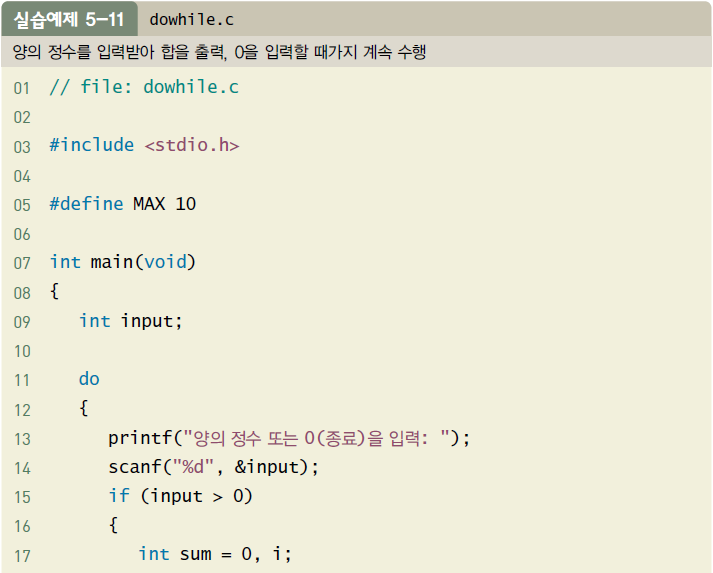 실습예제 5-11 dowhile.c
양의 정수를 입력받아 합을 출력, 0을 입력할 때가지 계속 수행
01 // file: dowhile.c
02
03 #include <stdio.h>
04
05 #define MAX 10
06
07 int main(void)
08 {
09 int input;
10
11 do
12 {
13 printf("양의 정수 또는 0(종료)을 입력: ");
14 scanf("%d", &input);
15 if (input > 0)
16 {
17 int sum = 0, i;